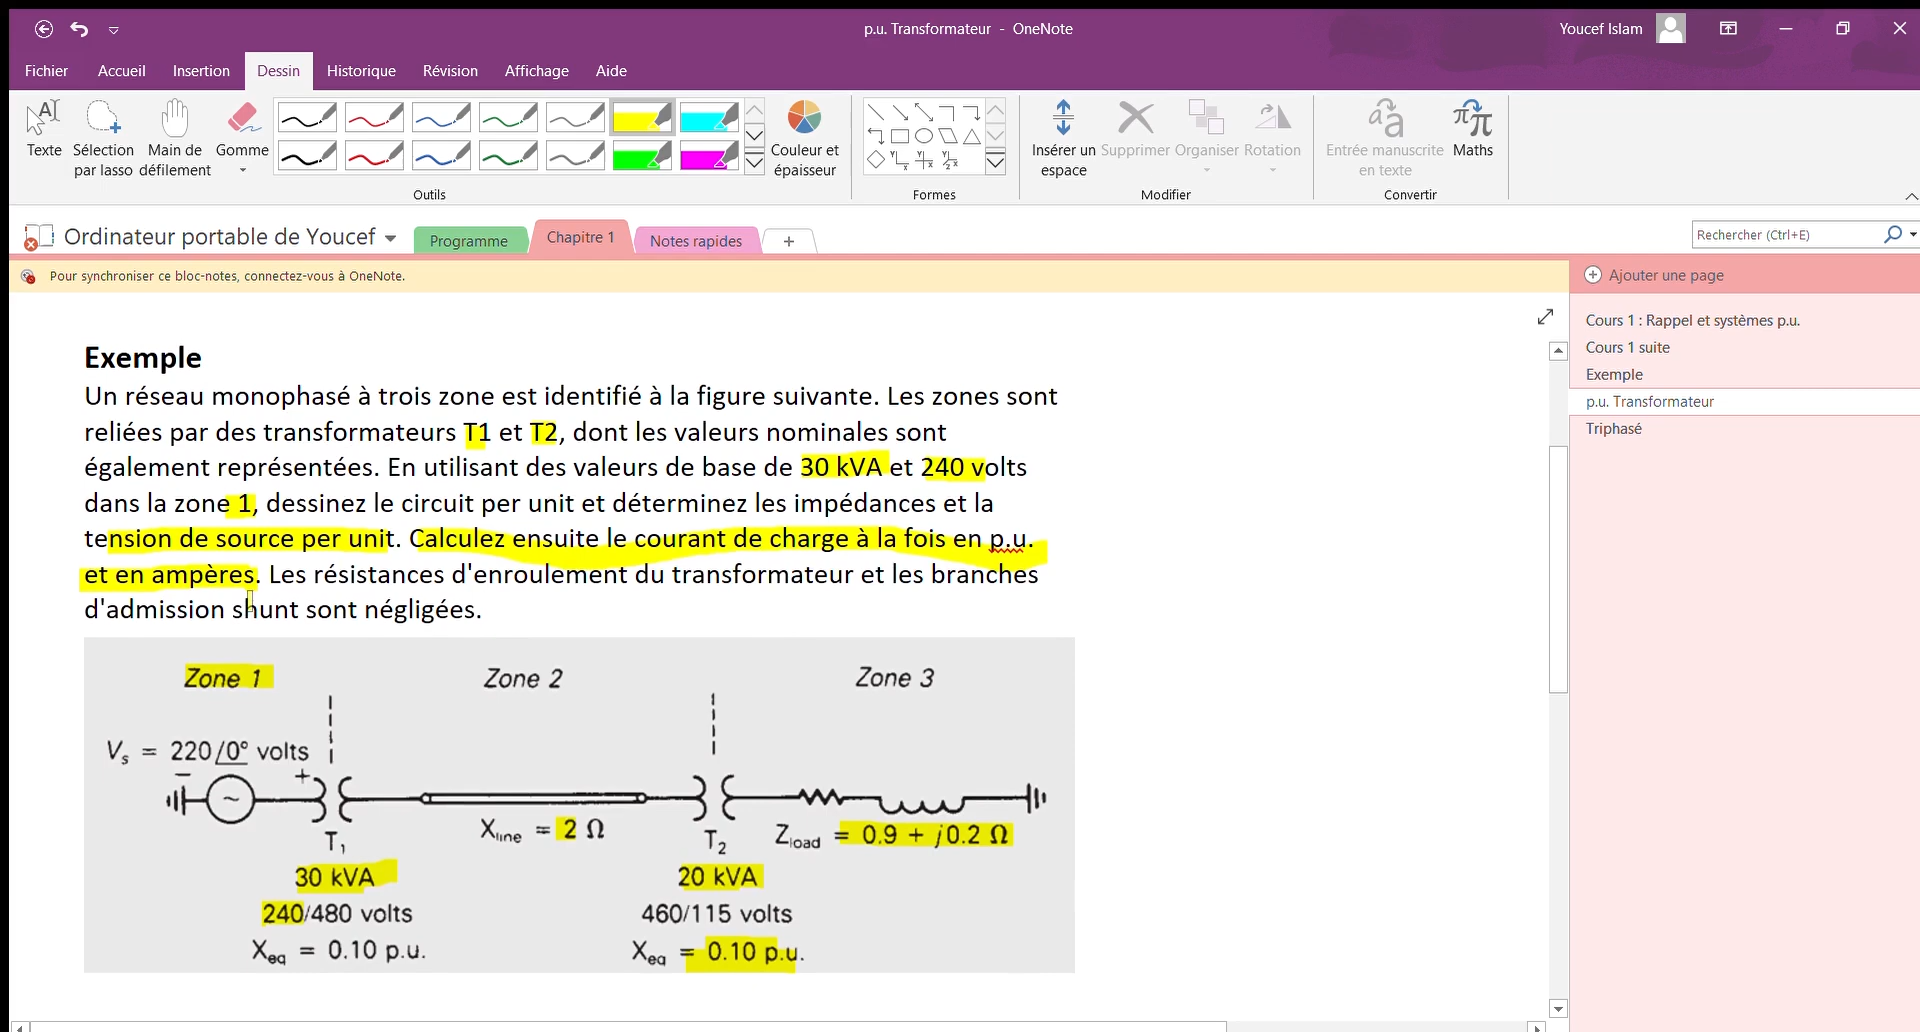 p.u. Transformateur - OneNote
Youcef Islam
Fichier Accueil Insertion Dessin Historique Révision Affichage Aide
Texte
Sélection par lasso
Main de défilement
Gomme
Couleur et épaisseur
Outils
Formes
Insérer un espace
Supprimer
Organiser
Rotation
Modifier
Entrée manuscrite en texte
Maths
Convertir
Ordinateur portable de Youcef
Programme
Chapitre 1
Notes rapides
+
Rechercher (Ctrl+E)
Pour synchroniser ce bloc-notes, connectez-vous à OneNote.
Ajouter une page
Cours 1 : Rappel et systèmes p.u.
Cours 1 suite
Exemple
p.u. Transformateur
Triphasé
Exemple
Un réseau monophasé à trois zone est identifié à la figure suivante. Les zones sont
reliées par des transformateurs T1 et T2, dont les valeurs nominales sont
également représentées. En utilisant des valeurs de base de 30 kVA et 240 volts
dans la zone 1, dessinez le circuit per unit et déterminez les impédances et la
tension de source per unit. Calculez ensuite le courant de charge à la fois en p.u.
et en ampères. Les résistances d'enroulement du transformateur et les branches
d'admission shunt sont négligées.
Zone 1 Zone 2 Zone 3
Vs = 220/0° volts
− +
~
T1
Xline = 2 Ω
T2
Zload = 0.9 + j0.2 Ω
30 kVA 20 kVA
240/480 volts 460/115 volts
Xeq = 0.10 p.u. Xeq = 0.10 p.u.